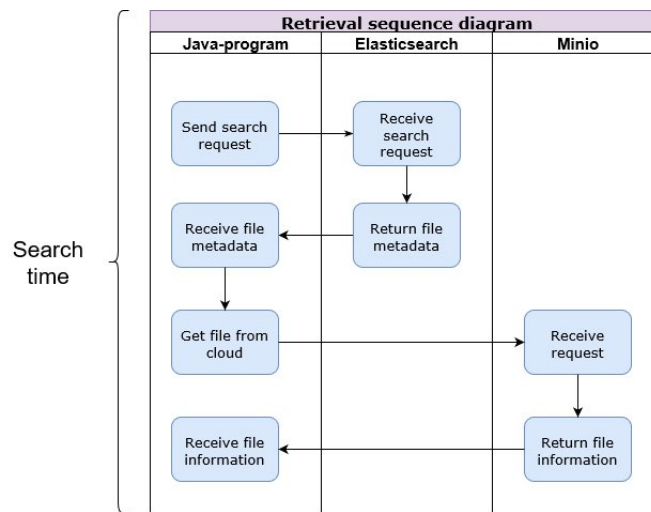 Retrieval sequence diagram
Java-program
Elasticsearch
Minio
Send search
request
Receive
search
request
Receive file
metadata
Return file
metadata
Search
time
Get file from
cloud
Receive
request
Receive file
information
Return file
information